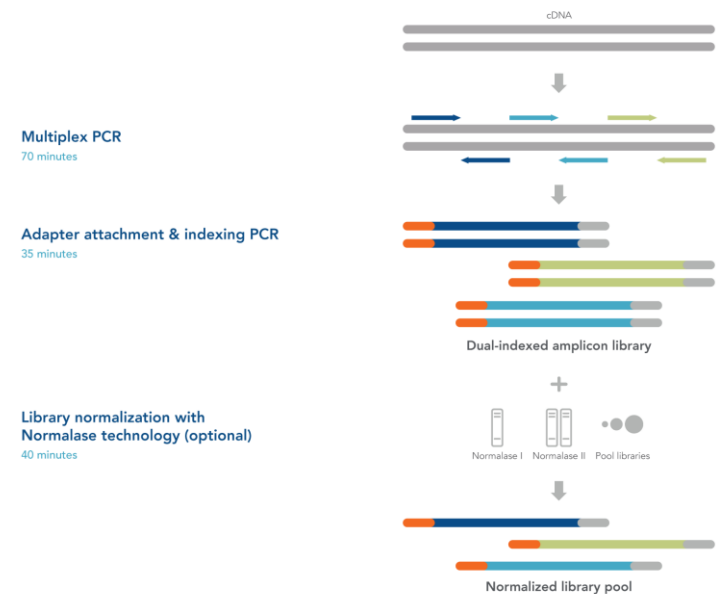 cDNA
Multiplex PCR
70 minutes
Adapter attachment & indexing PCR
35 minutes
Dual-indexed amplicon library
+
Library normalization with
Normalase technology (optional)
40 minutes
Normalase I Normalase II Pool libraries
Normalized library pool